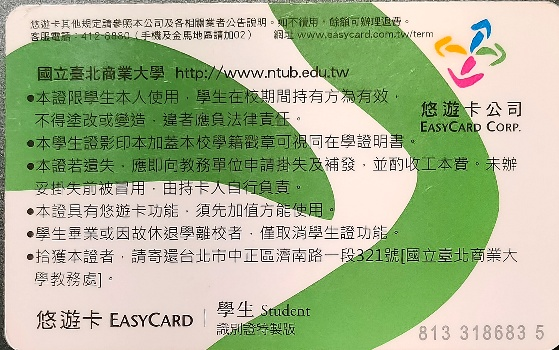 悠遊卡其他規定請參照本公司及各相關業者公告說明。如不續用，餘額可辦理退費。
客服電話：412-8880（手機及金馬地區請加02） 網址 www.easycard.com.tw/term
國立臺北商業大學 http://www.ntub.edu.tw
悠遊卡公司
EASYCARD CORP.
●本證限學生本人使用，學生在校期間持有方為有效，
不得塗改或變造，違者應負法律責任。
●本學生證影印本加蓋本校學籍戳章可視同在學證明書。
●本證若遺失，應即向教務單位申請掛失及補發，並酌收工本費。未辦
妥掛失前被冒用，由持卡人自行負責。
●本證具有悠遊卡功能，須先加值方能使用。
●學生畢業或因故休退學離校者，僅取消學生證功能。
●拾獲本證者，請寄還台北市中正區濟南路一段321號[國立臺北商業大
學教務處]。
悠遊卡 EASYCARD
學生 Student
識別證特製版
813 318683 5